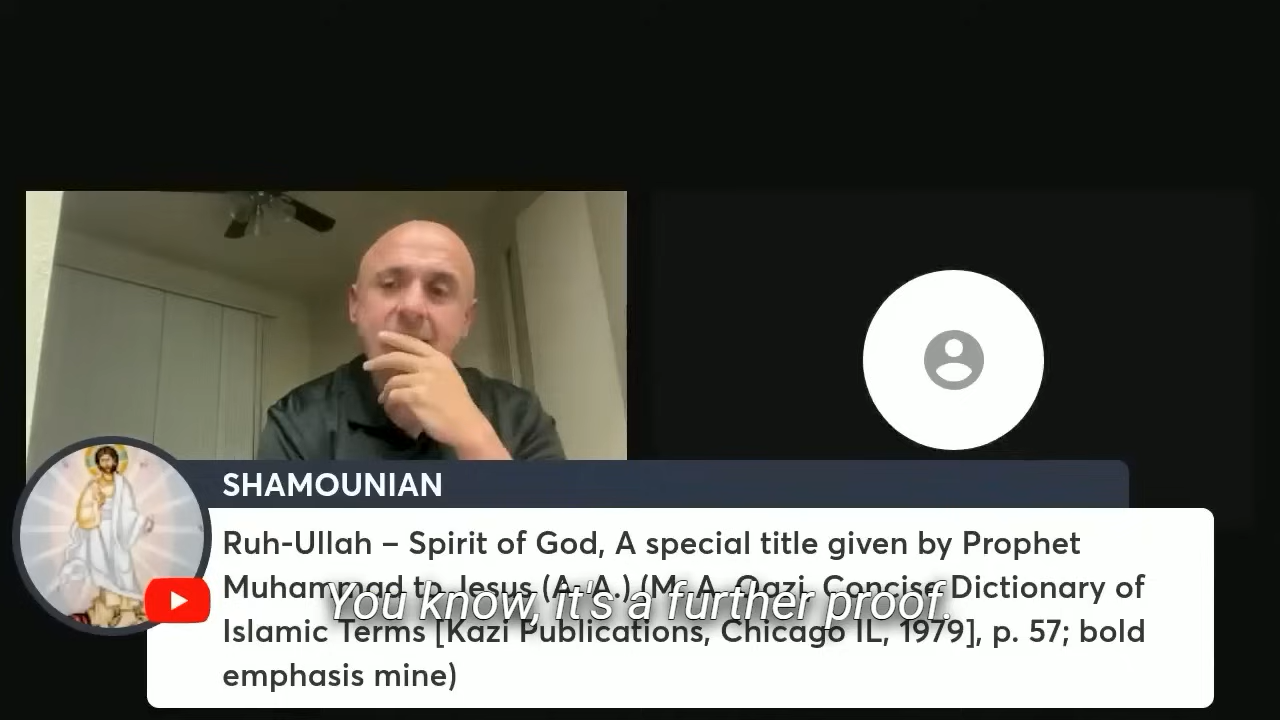 SHAMOUNIAN
Ruh-Ullah – Spirit of God, A special title given by Prophet
Muhammad to Jesus (A. A.) (M. A. Qazi, Concise Dictionary of
You know, it's a further proof.
Islamic Terms [Kazi Publications, Chicago IL, 1979], p. 57; bold
emphasis mine)